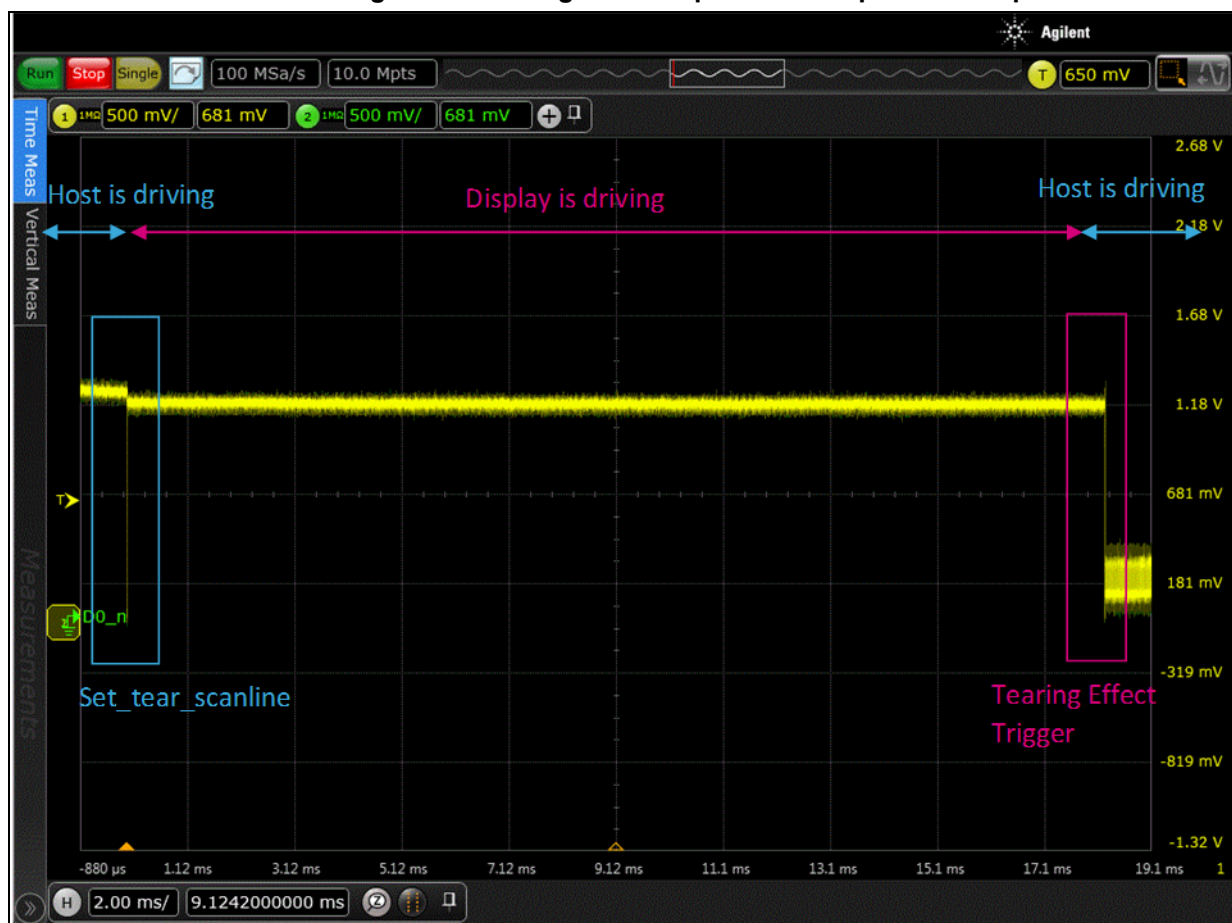 Agilent
Run Stop Single 100 MSa/s 10.0 Mpts T 650 mV
1 1MΩ 500 mV/ 681 mV 2 1MΩ 500 mV/ 681 mV +
Time Meas
Vertical Meas
Measurements
2.68 V
Host is driving Display is driving Host is driving
2.18 V
1.68 V
1.18 V
T 681 mV
181 mV
D0_n
-319 mV
Set_tear_scanline
Tearing Effect
Trigger
-819 mV
-1.32 V
-880 µs 1.12 ms 3.12 ms 5.12 ms 7.12 ms 9.12 ms 11.1 ms 13.1 ms 15.1 ms 17.1 ms 19.1 ms 1
H 2.00 ms/ 9.1242000000 ms Z